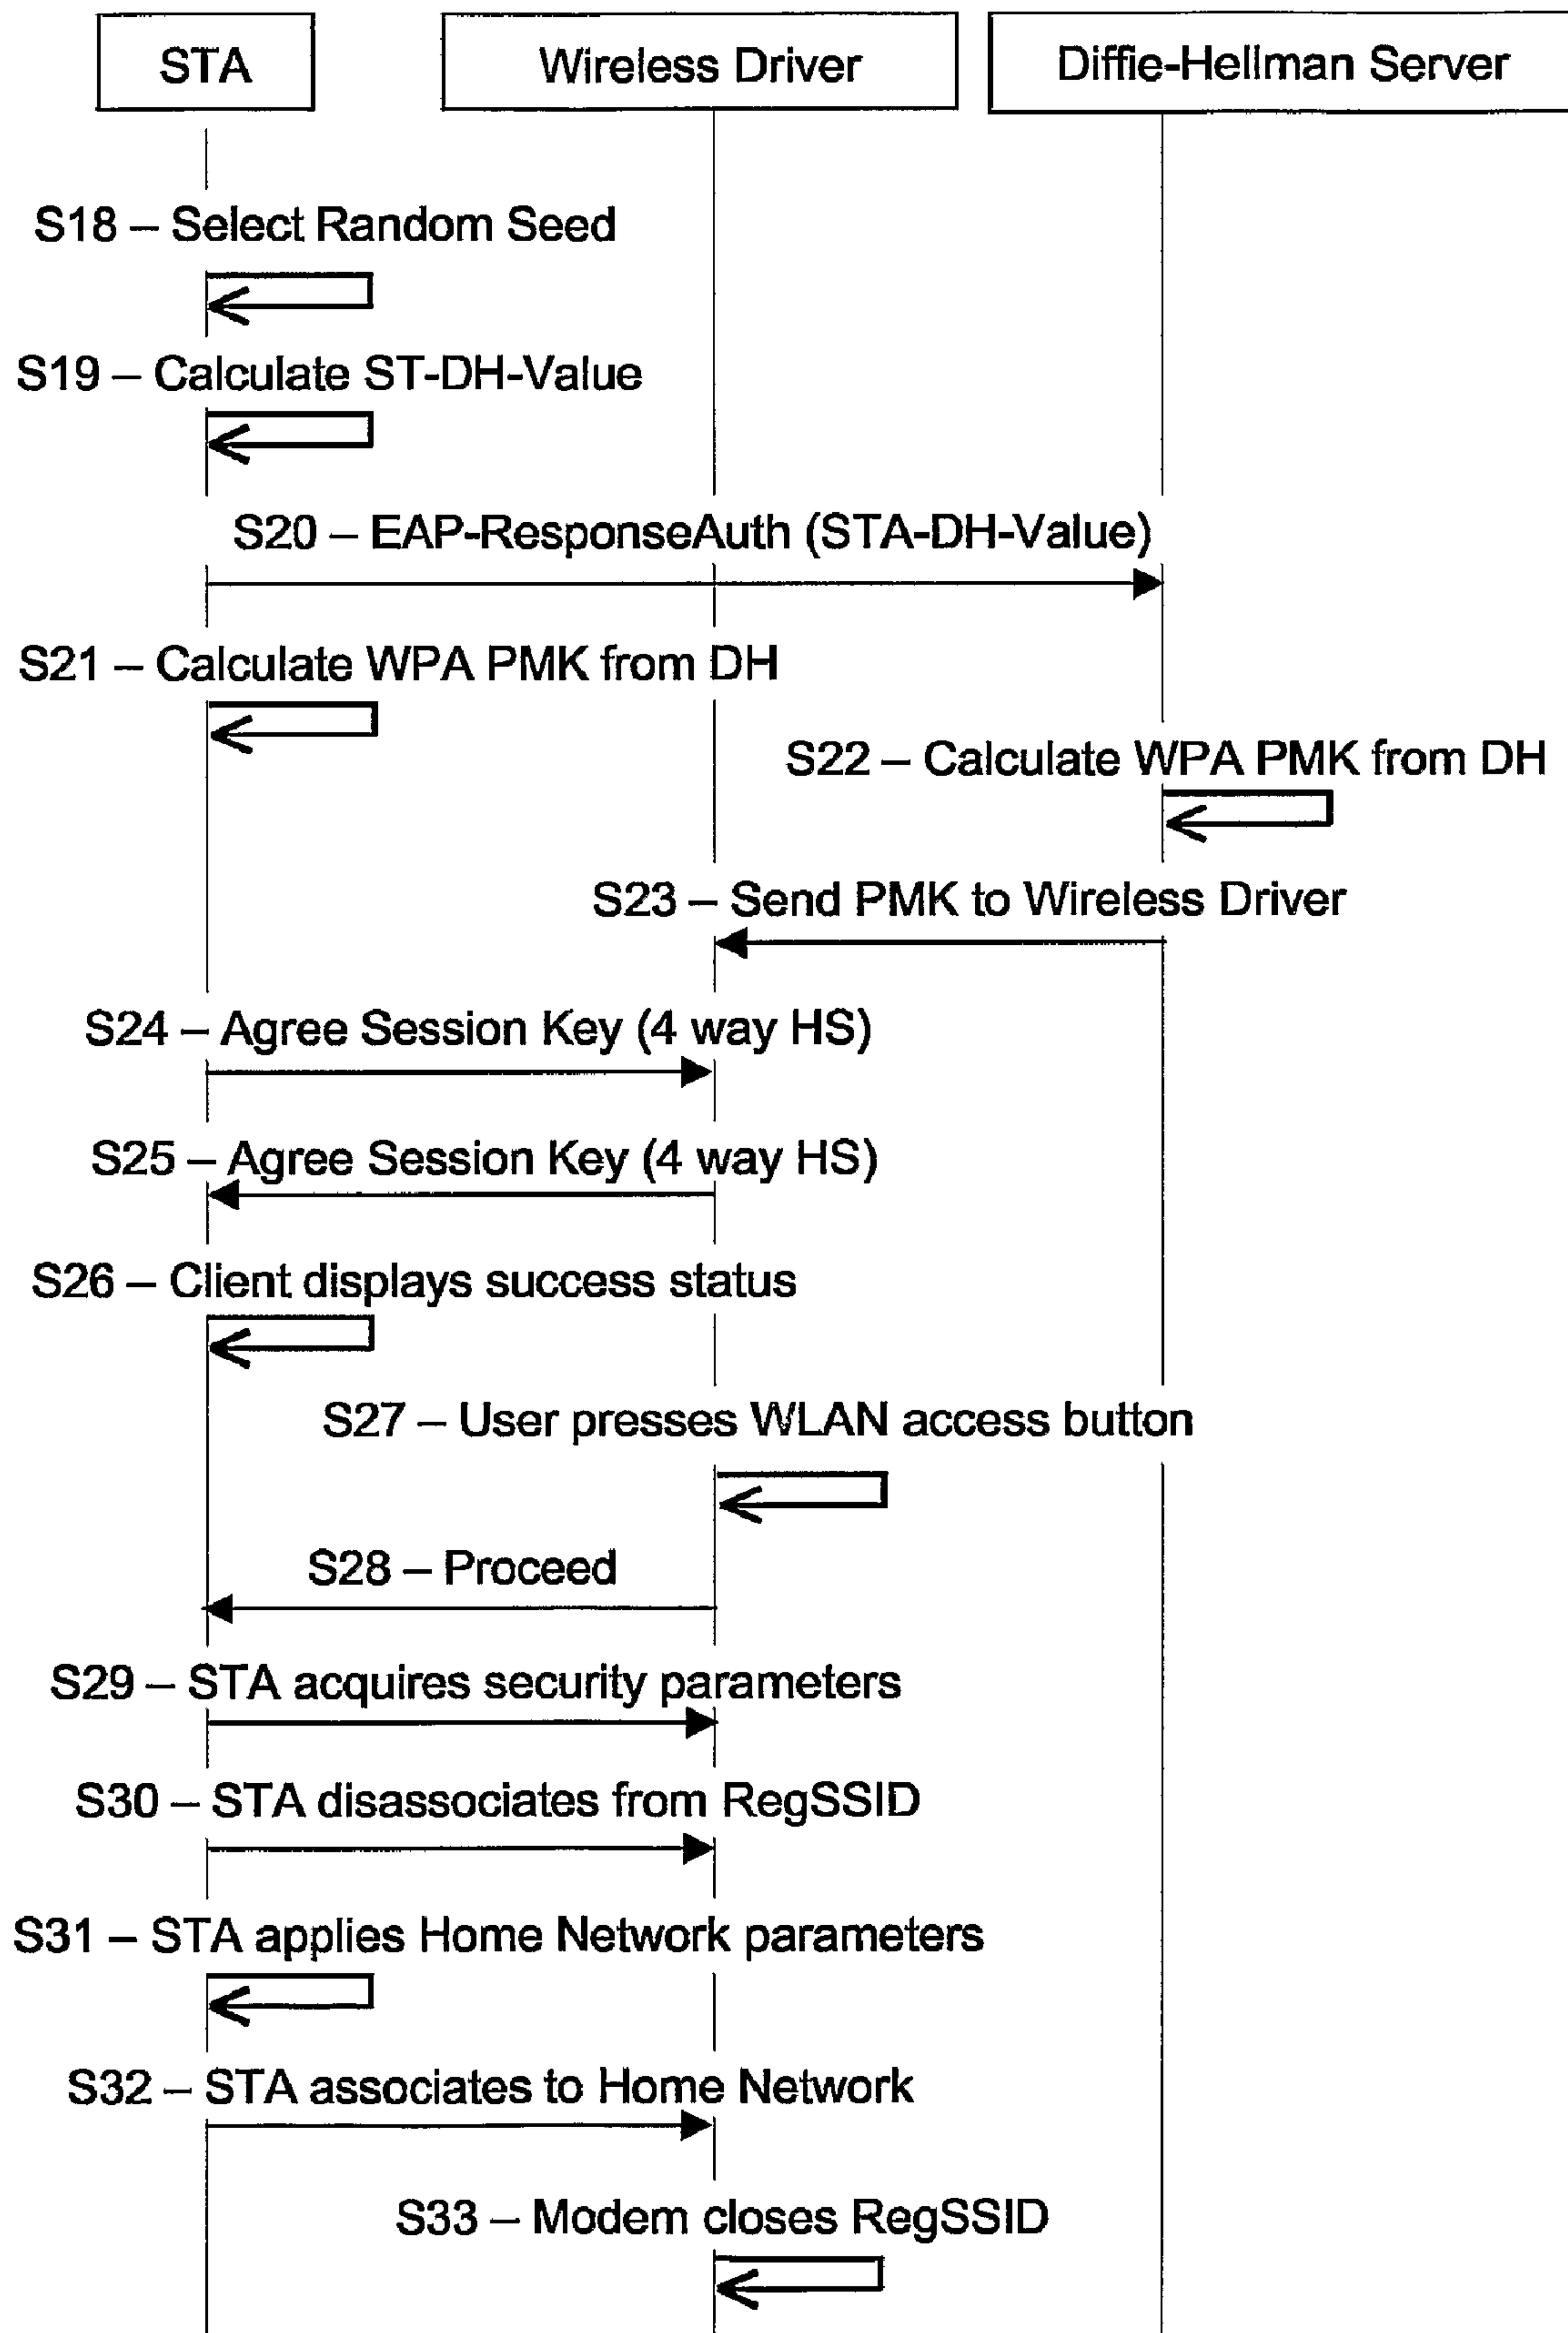 STA
Wireless Driver
Diffie-Hellman Server
S18 – Select Random Seed
S19 – Calculate ST-DH-Value
S20 – EAP-ResponseAuth (STA-DH-Value)
S21 – Calculate WPA PMK from DH
S22 – Calculate WPA PMK from DH
S23 – Send PMK to Wireless Driver
S24 – Agree Session Key (4 way HS)
S25 – Agree Session Key (4 way HS)
S26 – Client displays success status
S27 – User presses WLAN access button
S28 – Proceed
S29 – STA acquires security parameters
S30 – STA disassociates from RegSSID
S31 – STA applies Home Network parameters
S32 – STA associates to Home Network
S33 – Modem closes RegSSID